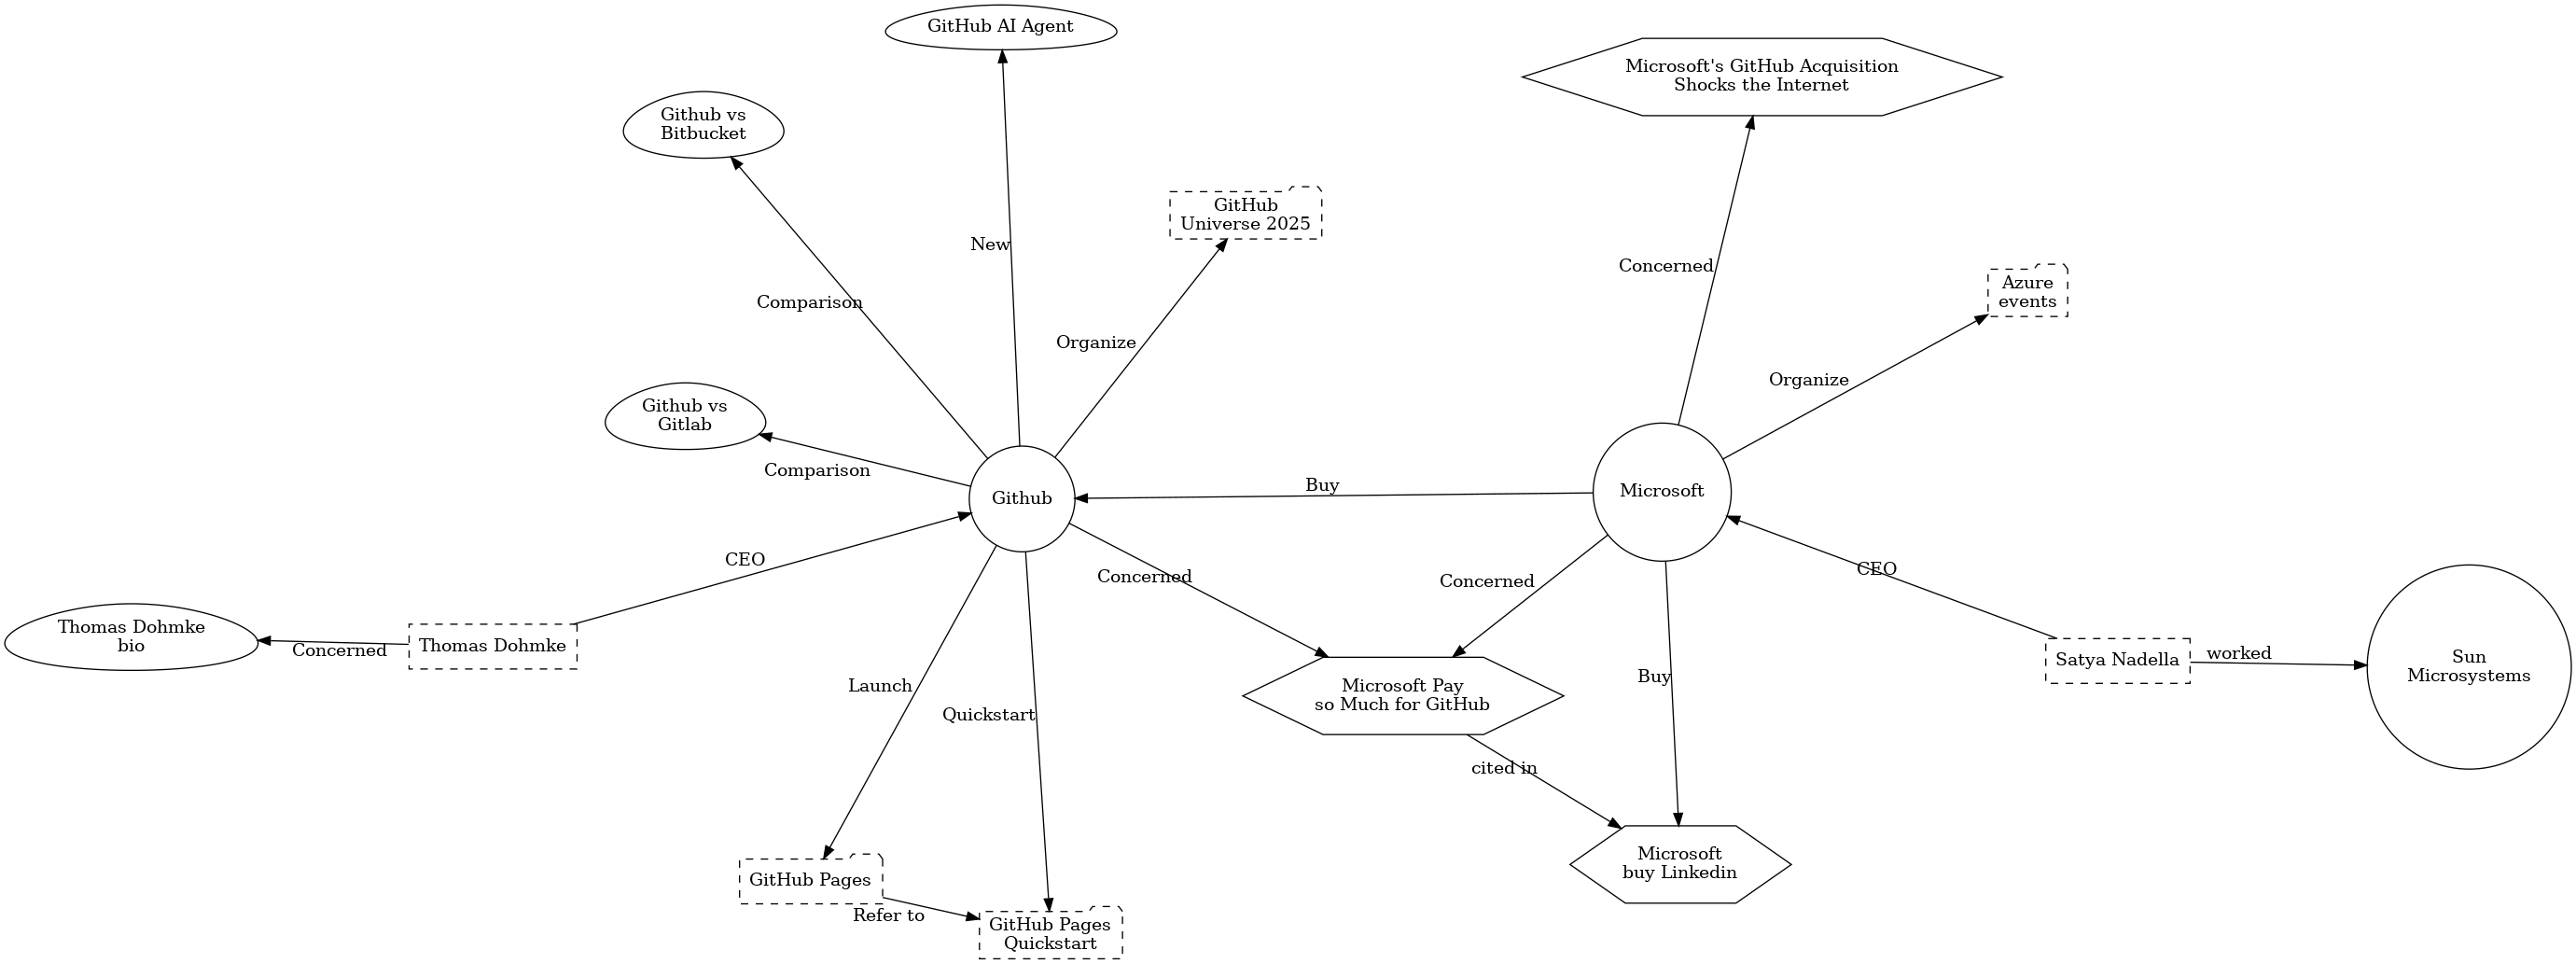 GitHub AI Agent
Microsoft's GitHub Acquisition
Shocks the Internet
Github vs
Bitbucket
GitHub
Universe 2025
New
Concerned
Azure
events
Comparison
Organize
Organize
Github vs
Gitlab
Comparison
Github
Buy
Microsoft
CEO
Concerned
Concerned
CEO
Thomas Dohmke
bio
Concerned
Thomas Dohmke
Satya Nadella
worked
Sun
Microsystems
Launch
Quickstart
Microsoft Pay
so Much for GitHub
Buy
cited in
Microsoft
buy Linkedin
GitHub Pages
Refer to
GitHub Pages
Quickstart